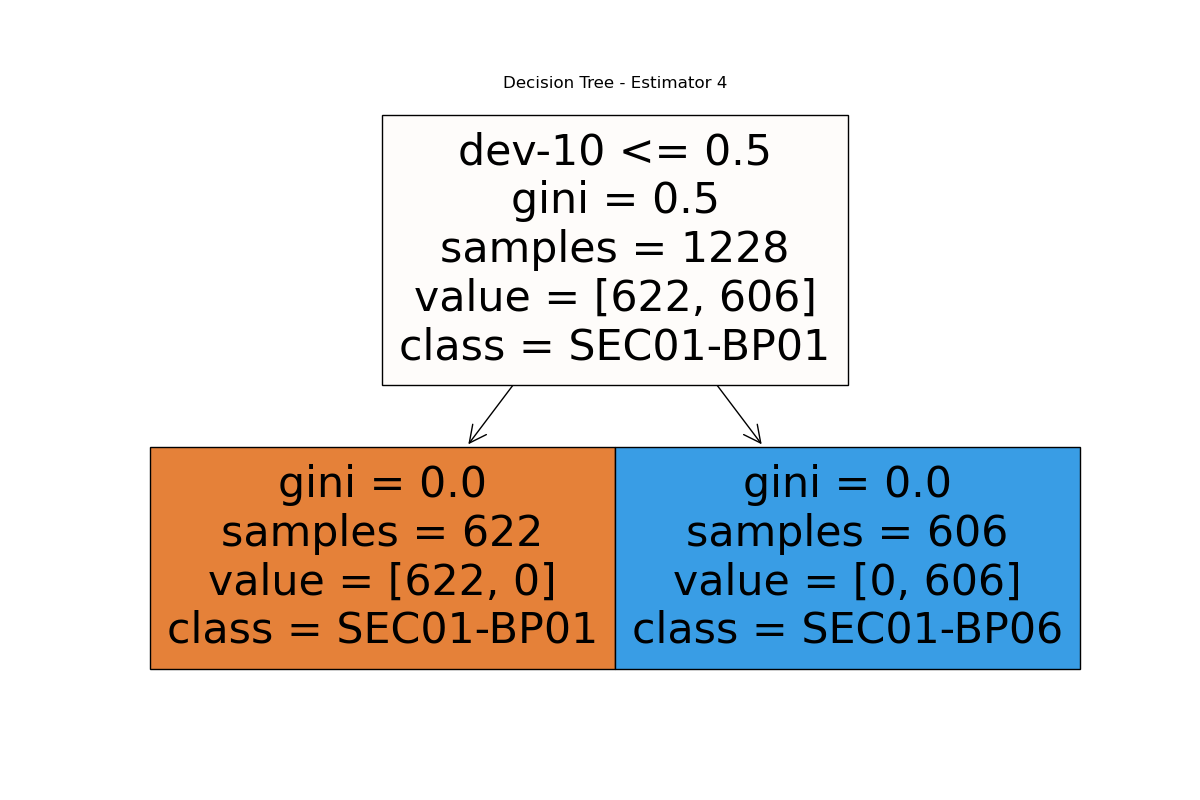 Decision Tree - Estimator 4
dev-10 <= 0.5
gini = 0.5
samples = 1228
value = [622, 606]
class = SEC01-BP01
gini = 0.0
samples = 622
value = [622, 0]
class = SEC01-BP01
gini = 0.0
samples = 606
value = [0, 606]
class = SEC01-BP06